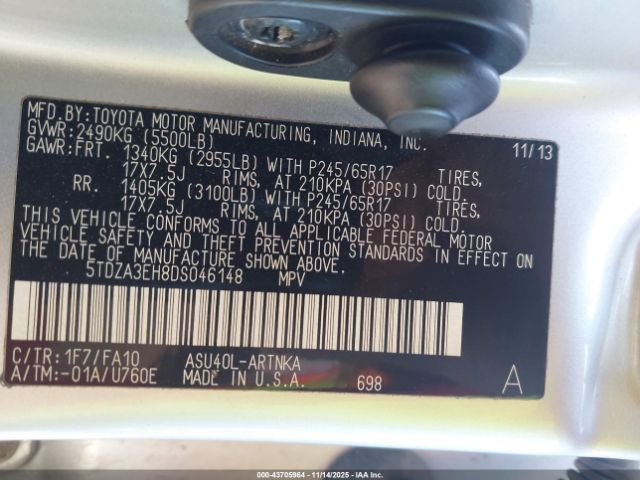 MFD.BY:TOYOTA MOTOR MANUFACTURING, INDIANA, INC. 11/13
GVWR:2490KG (5500LB)
GAWR:FRT. 1340KG (2955LB) WITH P245/65R17 TIRES,
17X7.5J RIMS, AT 210KPA (30PSI) COLD.
RR. 1405KG (3100LB) WITH P245/65R17 TIRES,
17X7.5J RIMS, AT 210KPA (30PSI) COLD.
THIS VEHICLE CONFORMS TO ALL APPLICABLE FEDERAL MOTOR
VEHICLE SAFETY AND THEFT PREVENTION STANDARDS IN EFFECT ON
THE DATE OF MANUFACTURE SHOWN ABOVE.
5TDZA3EH8DS046148 MPV
C/TR:1F7/FA10 ASU40L-ARTNKA
A/TM:-01A/U760E MADE IN U.S.A. 698 A
000-43705964 | 11/14/2025 | IAA Inc.